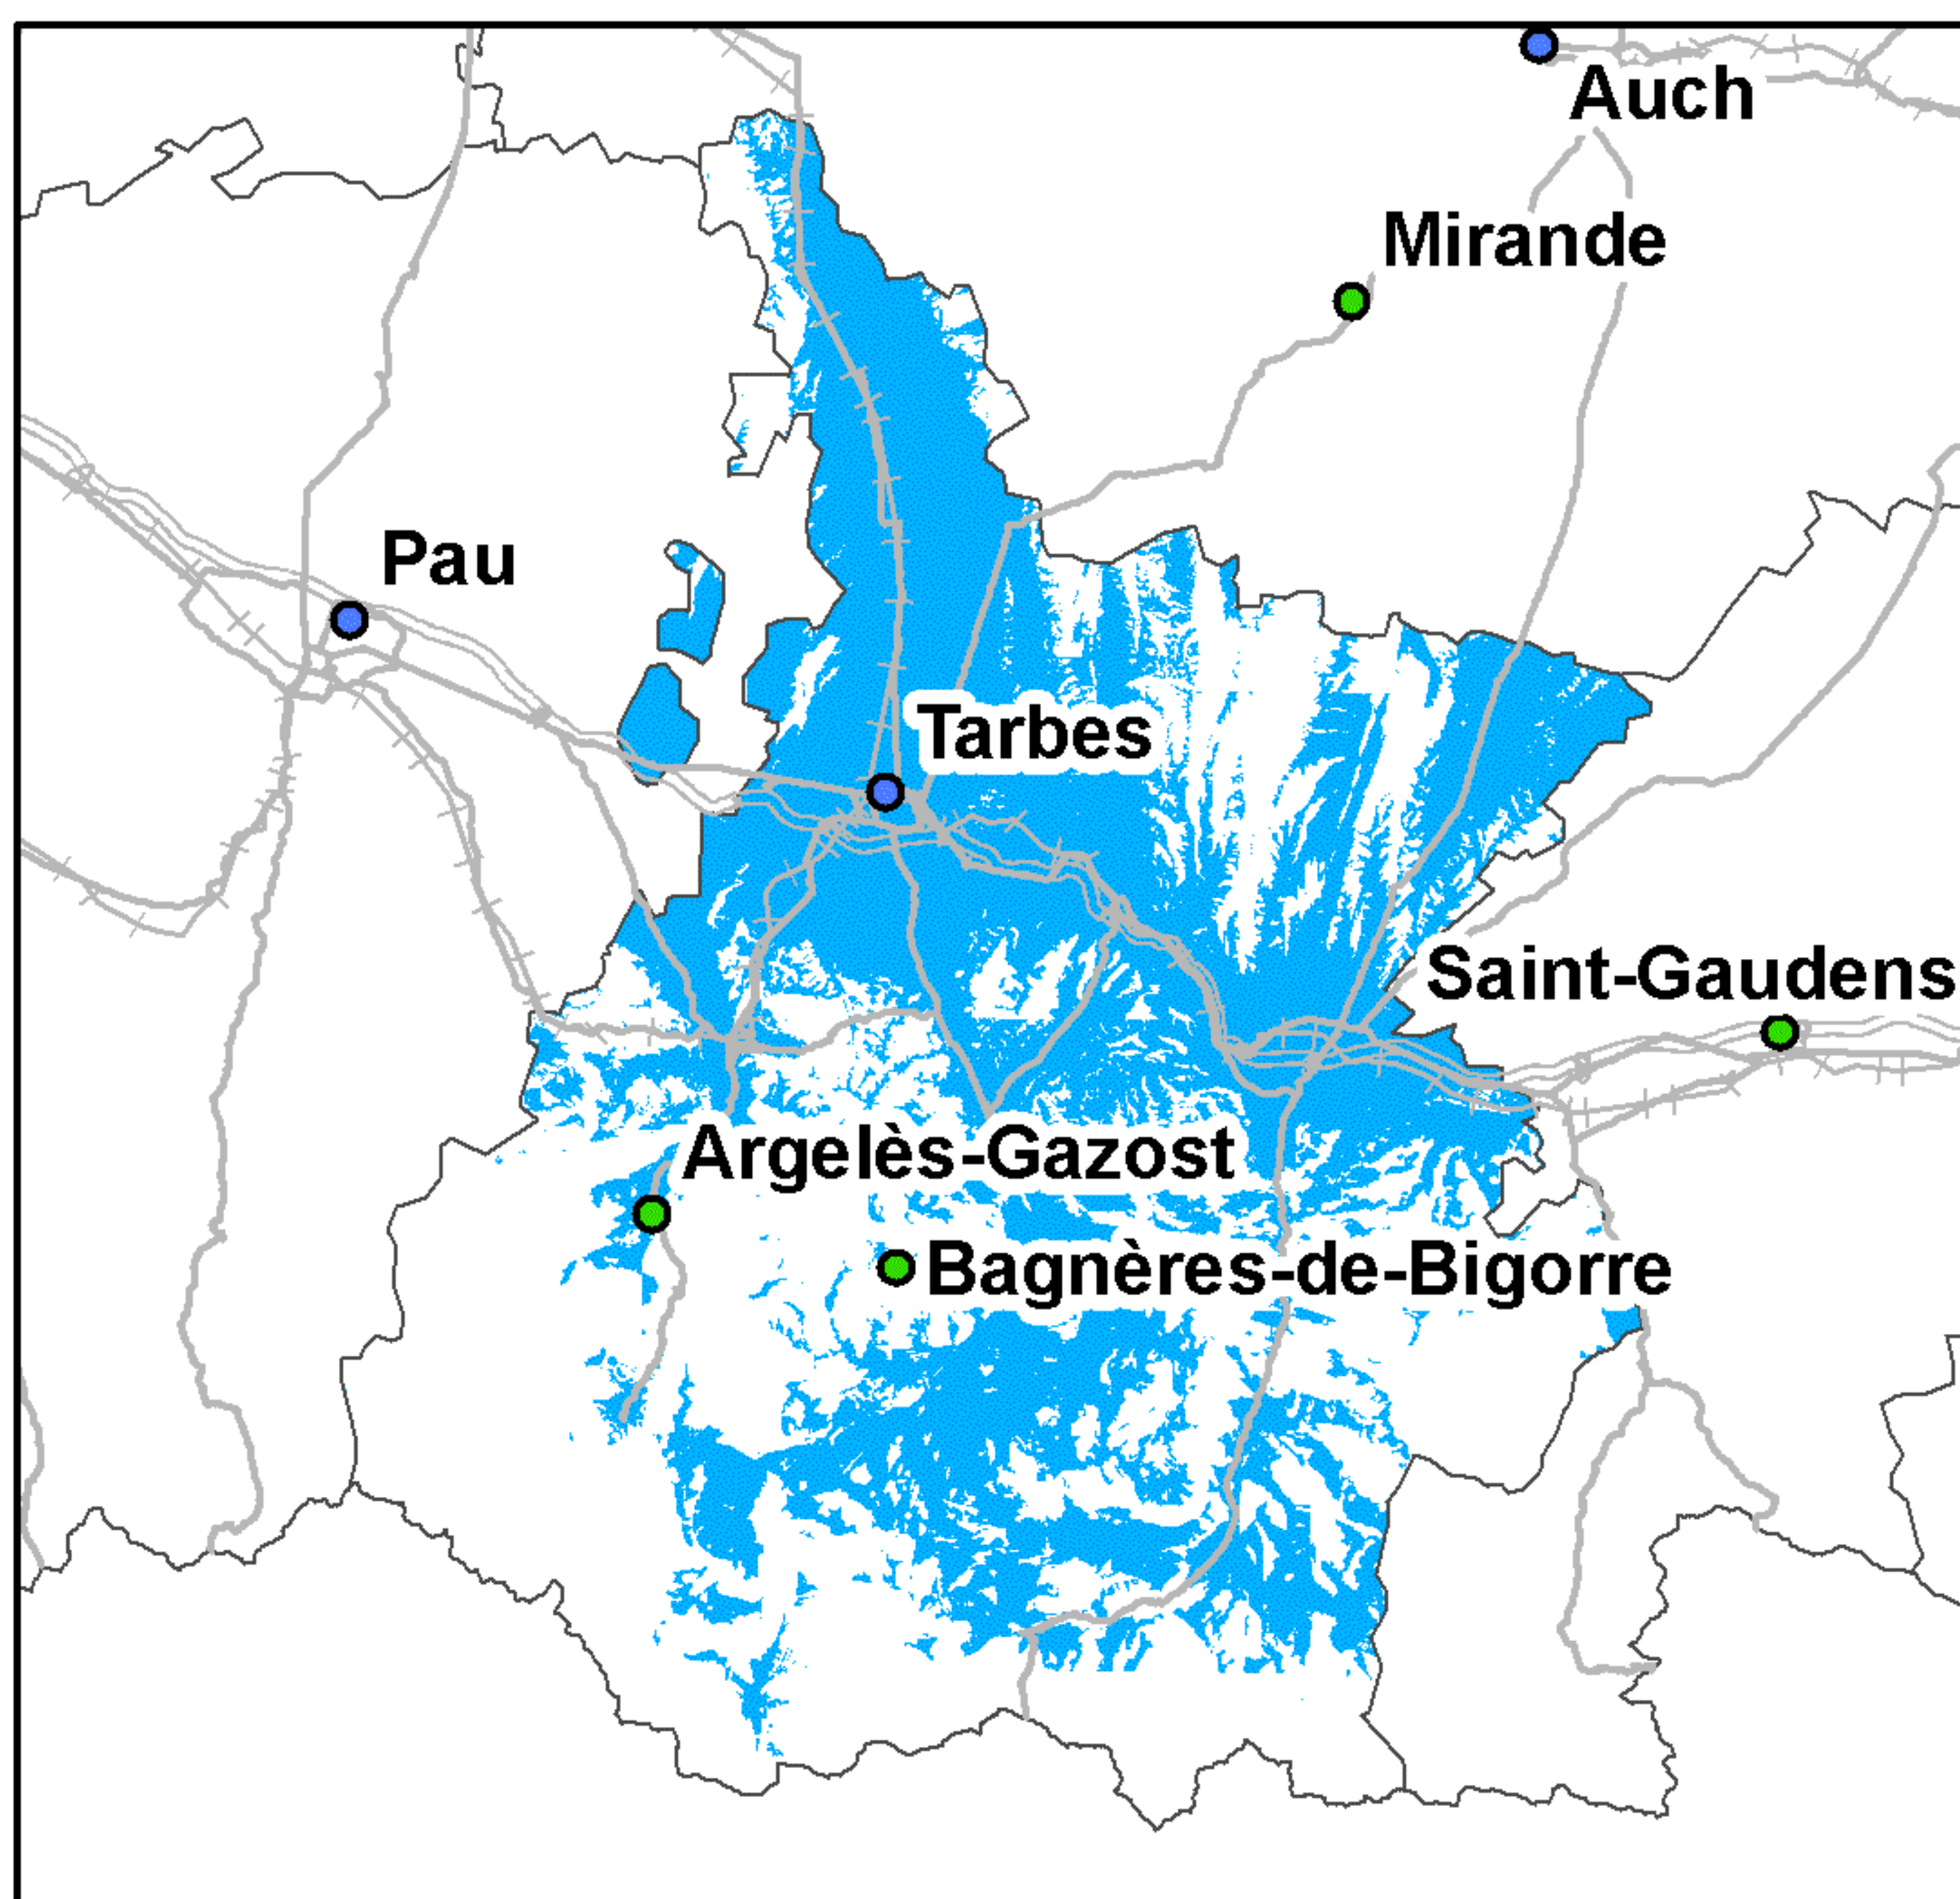 Auch
Mirande
Pau
Tarbes
Saint-Gaudens
Argelès-Gazost
Bagnères-de-Bigorre